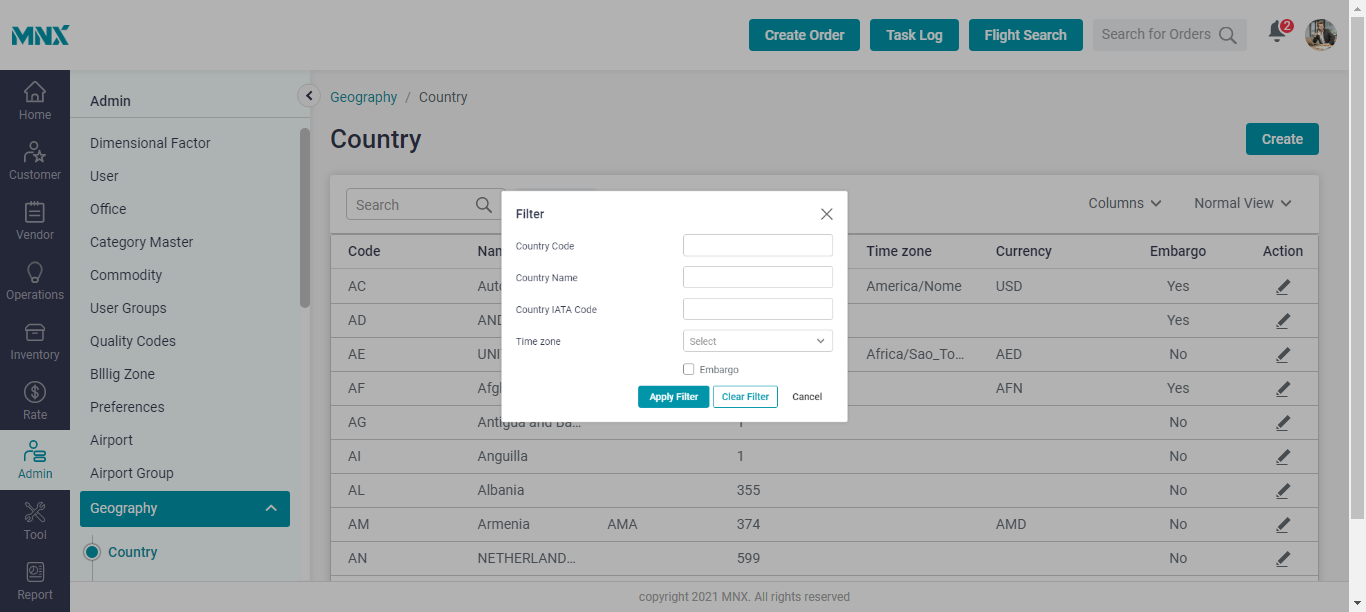 MNX
Create Order
Task Log
Flight Search
Search for Orders
2
Home
Customer
Vendor
Operations
Inventory
Rate
Admin
Tool
Report
Admin
Dimensional Factor
User
Office
Category Master
Commodity
User Groups
Quality Codes
Blllig Zone
Preferences
Airport
Airport Group
Geography
Country
Geography / Country
Country
Create
Search
Columns
Normal View
Code Time zone Currency Embargo Action
AC America/Nome USD Yes
AD Yes
AE Africa/Sao_To... AED No
AF AFN Yes
AG Antigua and Ba... 1 No
AI Anguilla 1 No
AL Albania 355 No
AM Armenia AMA 374 AMD No
AN NETHERLAND... 599 No
Filter
Country Code
Country Name
Country IATA Code
Time zone Select
Embargo
Apply Filter Clear Filter Cancel
copyright 2021 MNX. All rights reserved